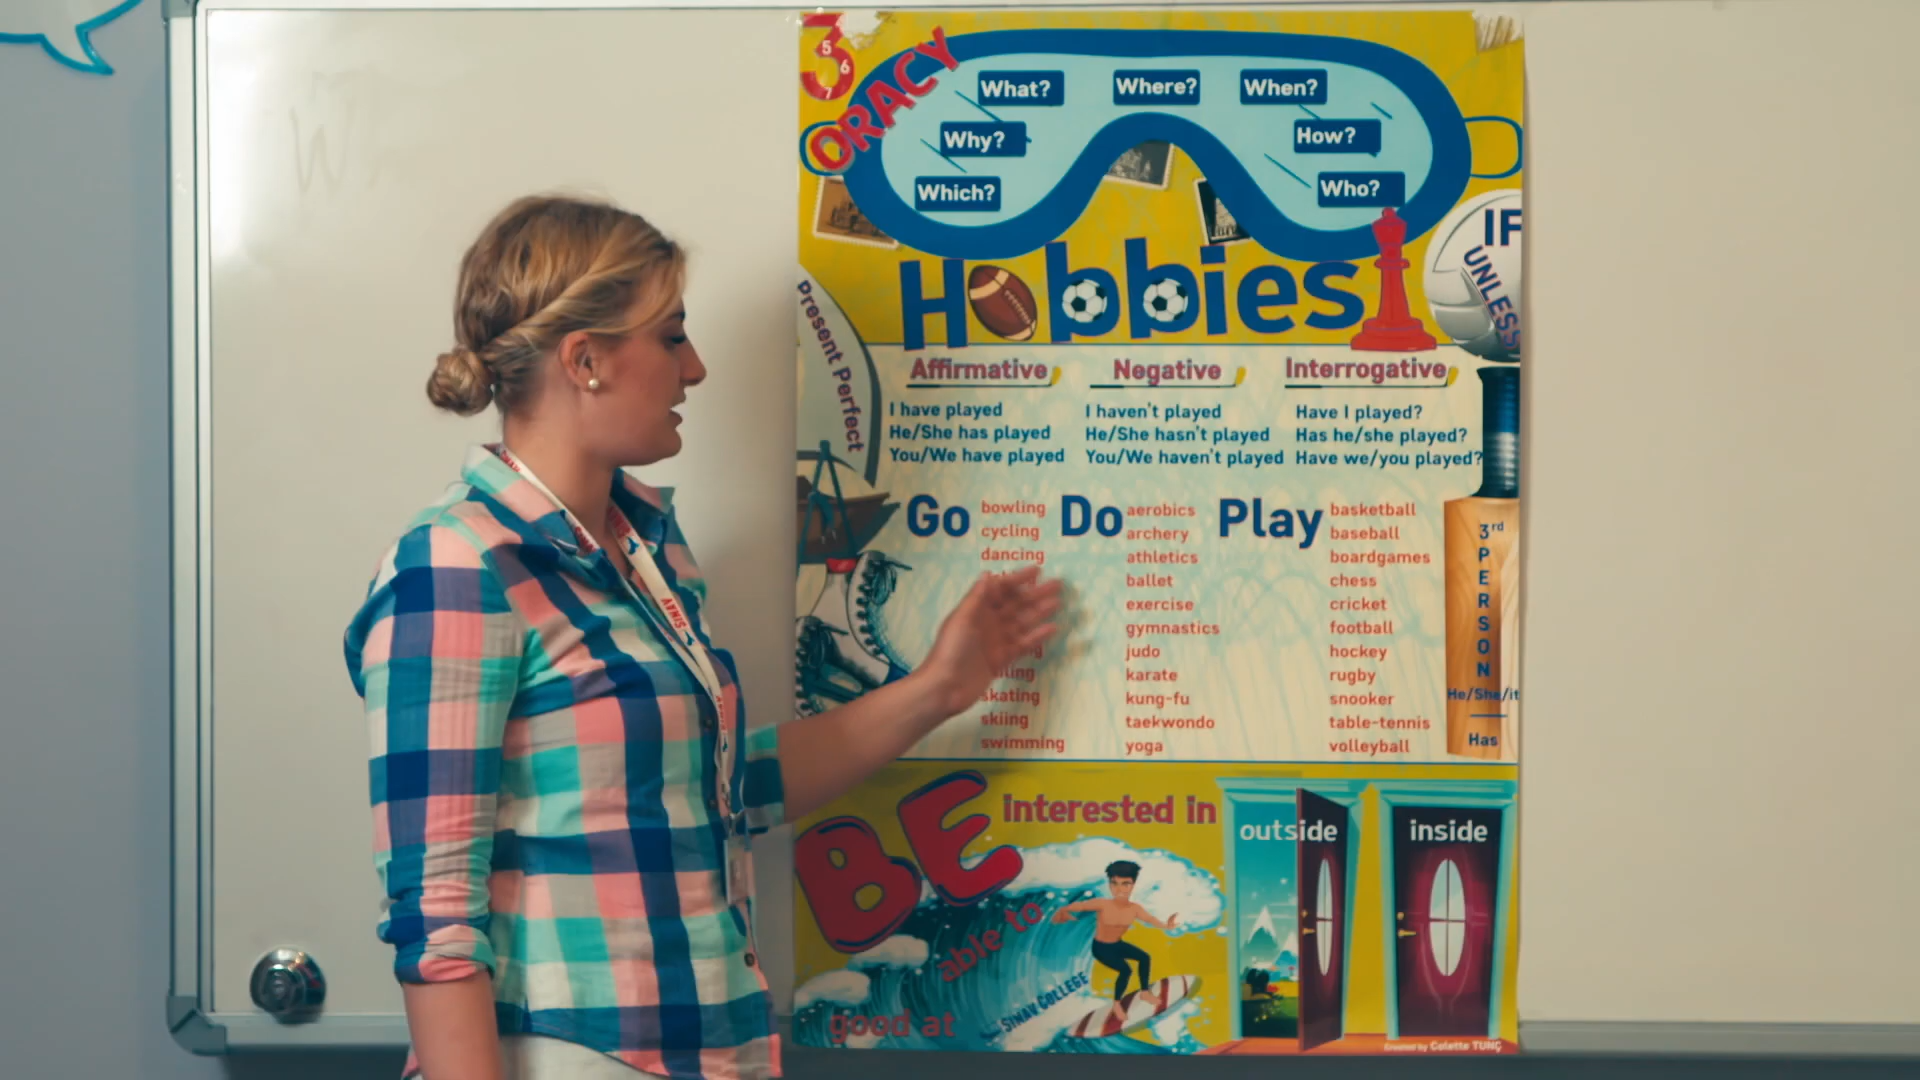 3
5
6
7
ORACY
What?
Where?
When?
Why?
How?
Which?
Who?
IF
UNLESS
Hobbies
Present Perfect
Affirmative
Negative
Interrogative
I have played
He/She has played
You/We have played
I haven't played
He/She hasn't played
You/We haven't played
Have I played?
Has he/she played?
Have we/you played?
Go
bowling
cycling
dancing
skating
skiing
swimming
Do
aerobics
archery
athletics
ballet
exercise
gymnastics
judo
karate
kung-fu
taekwondo
yoga
Play
basketball
baseball
boardgames
chess
cricket
football
hockey
rugby
snooker
table-tennis
volleyball
3rd
PERSON
He/She/it
Has
BE
interested in
able to
good at
SINAV COLLEGE
outside
inside
Created by Colette TUNÇ
SINAV